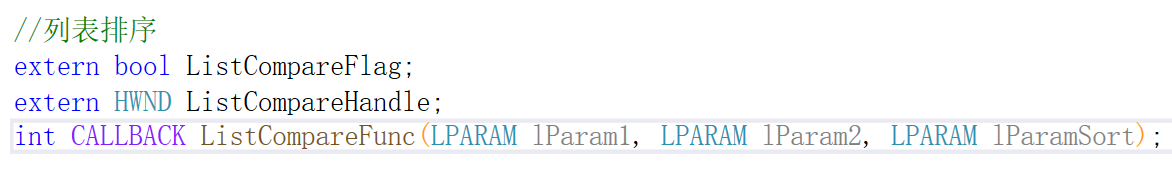 //列表排序
extern bool ListCompareFlag;
extern HWND ListCompareHandle;
int CALLBACK ListCompareFunc(LPARAM lParam1, LPARAM lParam2, LPARAM lParamSort);